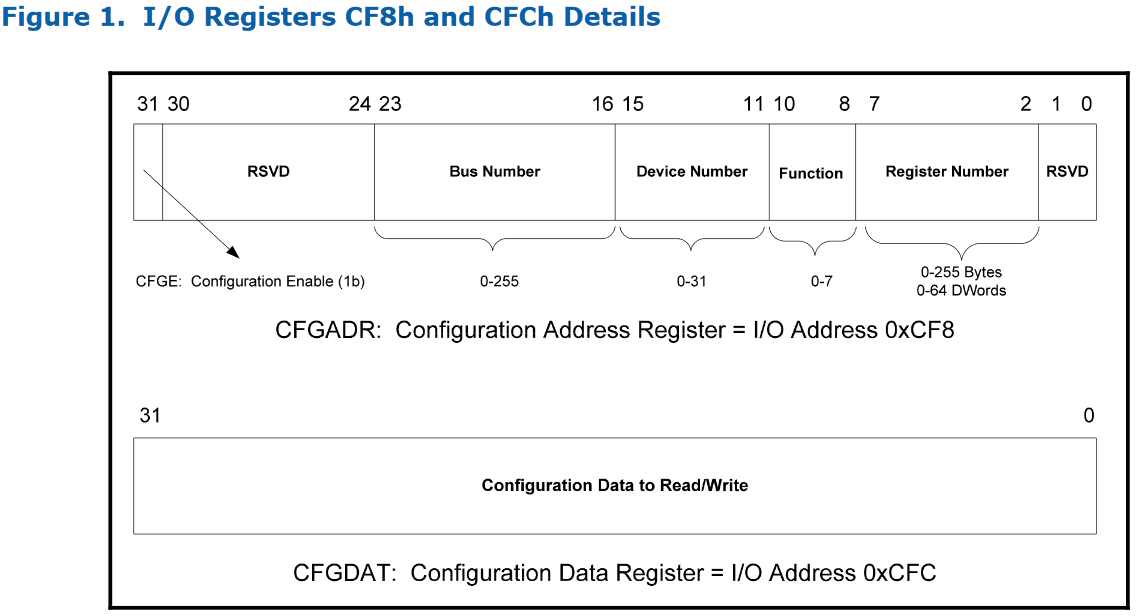 Figure 1. I/O Registers CF8h and CFCh Details
31 30 24 23 16 15 11 10 8 7 2 1 0
RSVD Bus Number Device Number Function Register Number RSVD
CFGE: Configuration Enable (1b) 0-255 0-31 0-7 0-255 Bytes
0-64 DWords
CFGADR: Configuration Address Register = I/O Address 0xCF8
31 0
Configuration Data to Read/Write
CFGDAT: Configuration Data Register = I/O Address 0xCFC